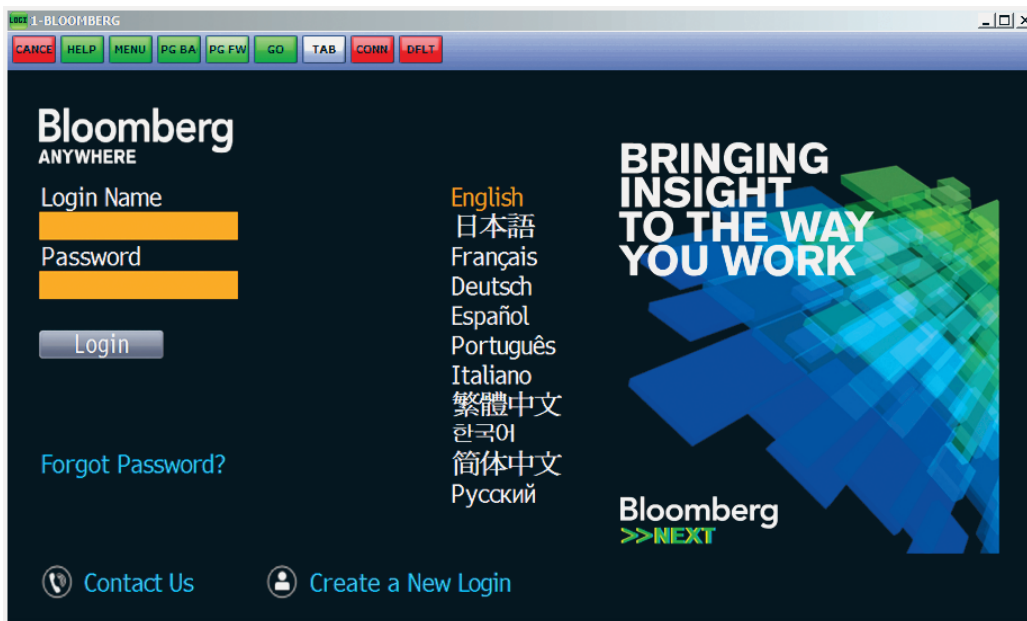 LOGI 1-BLOOMBERG
CANCE HELP MENU PG BA PG FW GO TAB CONN DFLT
Bloomberg
ANYWHERE
Login Name
Password
Login
Forgot Password?
Contact Us
Create a New Login
English
日本語
Français
Deutsch
Español
Português
Italiano
繁體中文
한국어
简体中文
Русский
BRINGING
INSIGHT
TO THE WAY
YOU WORK
Bloomberg
>>NEXT